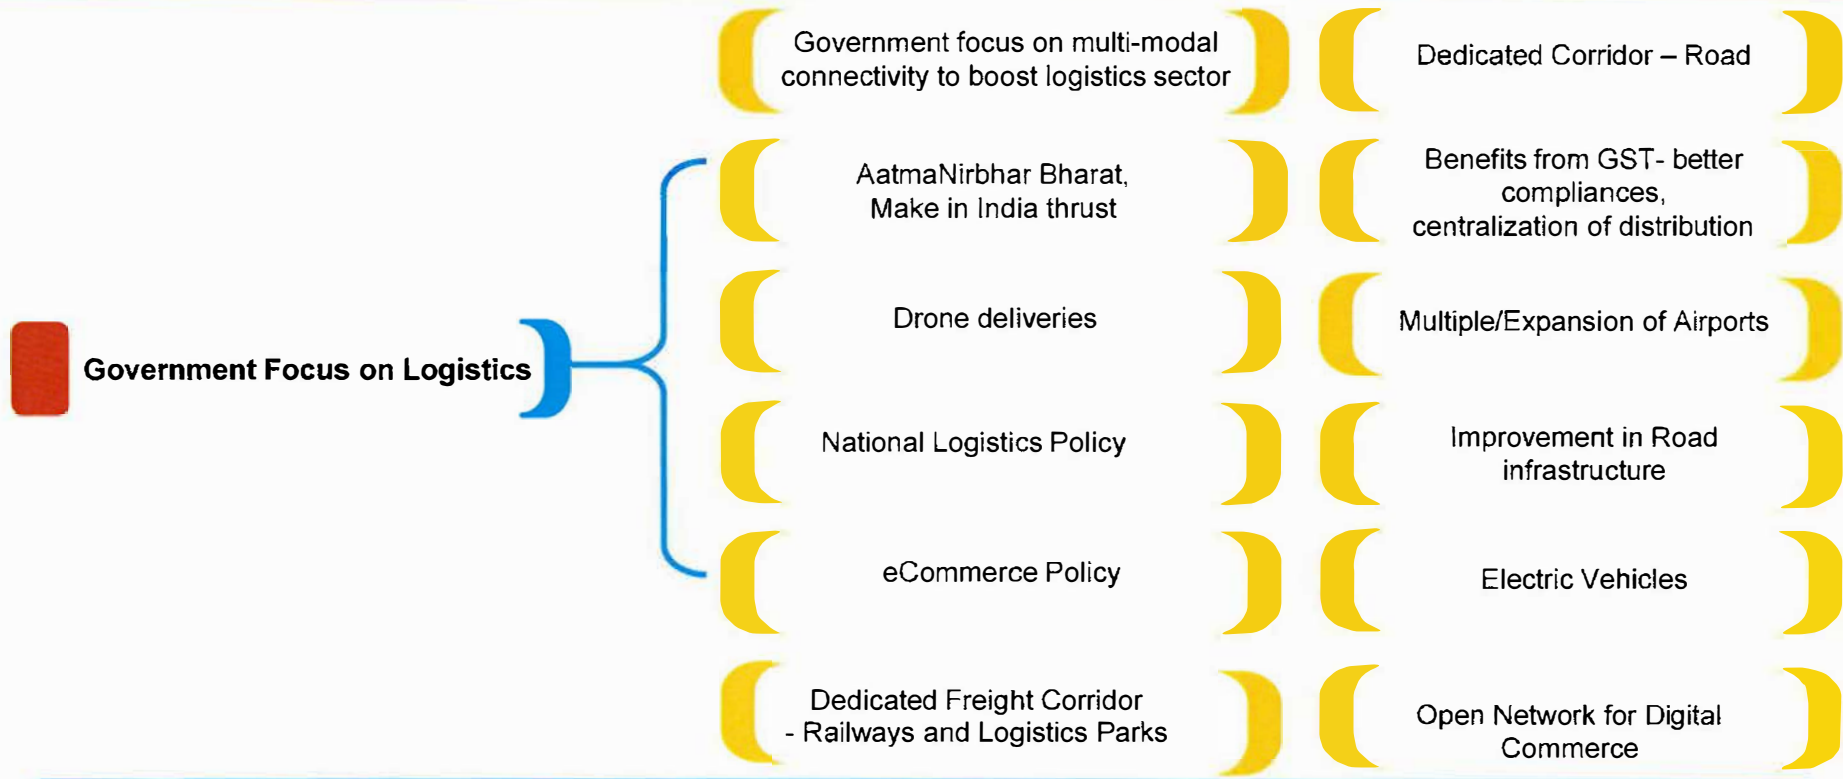 Government Focus on Logistics
Government focus on multi-modal
connectivity to boost logistics sector
AatmaNirbhar Bharat,
Make in India thrust
Drone deliveries
National Logistics Policy
eCommerce Policy
Dedicated Freight Corridor
- Railways and Logistics Parks
Dedicated Corridor – Road
Benefits from GST- better
compliances,
centralization of distribution
Multiple/Expansion of Airports
Improvement in Road
infrastructure
Electric Vehicles
Open Network for Digital
Commerce